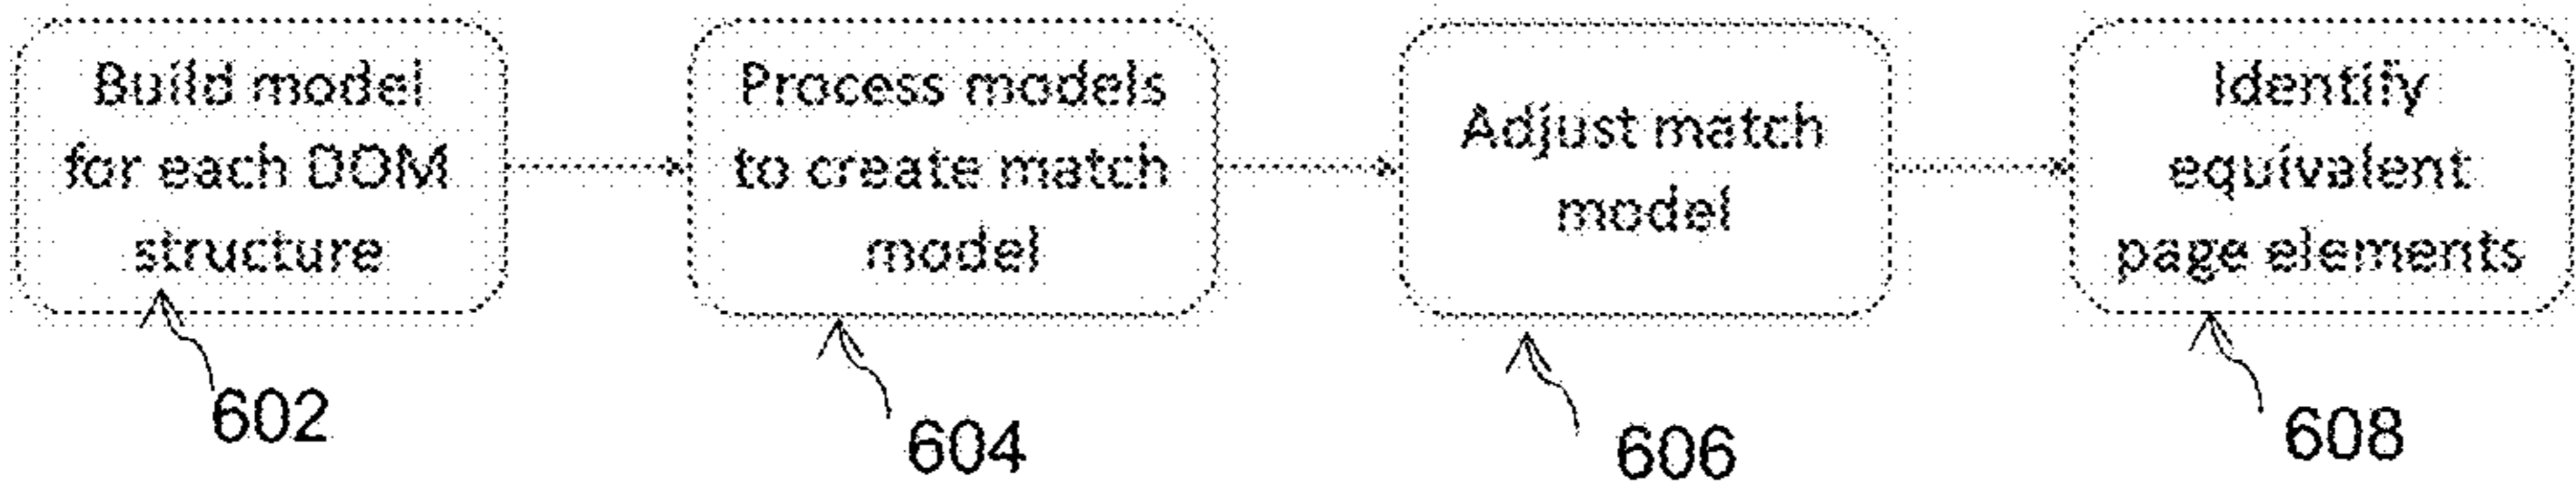 Build model
for each DOM
structure
Process models
to create match
model
Adjust match
model
Identify
equivalent
page elements
602
604
606
608